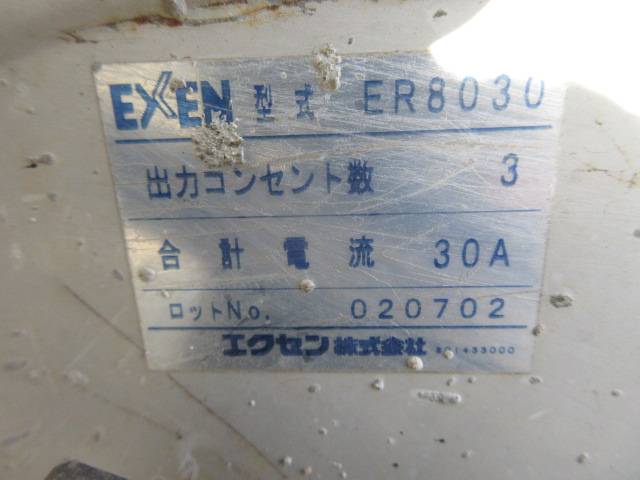 EXEN 型式 ER8030
出力コンセント数 3
合計電流 30A
ロットNo. 020702
エクセン株式会社